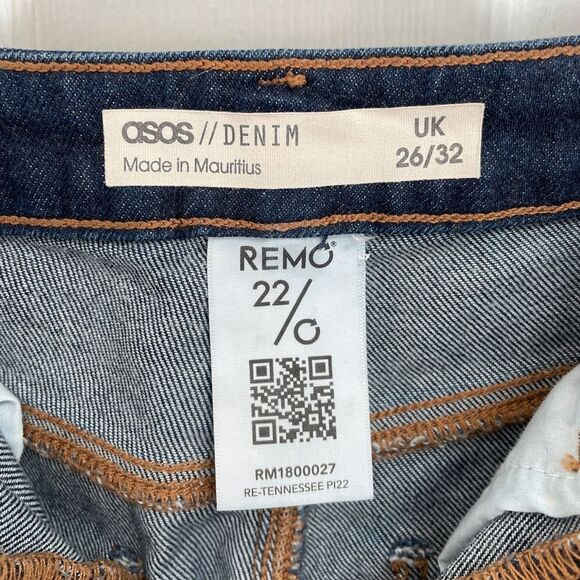 asos // DENIM
Made in Mauritius
UK
26/32
REMO®
22/
RM1800027
RE-TENNESSEE PI22